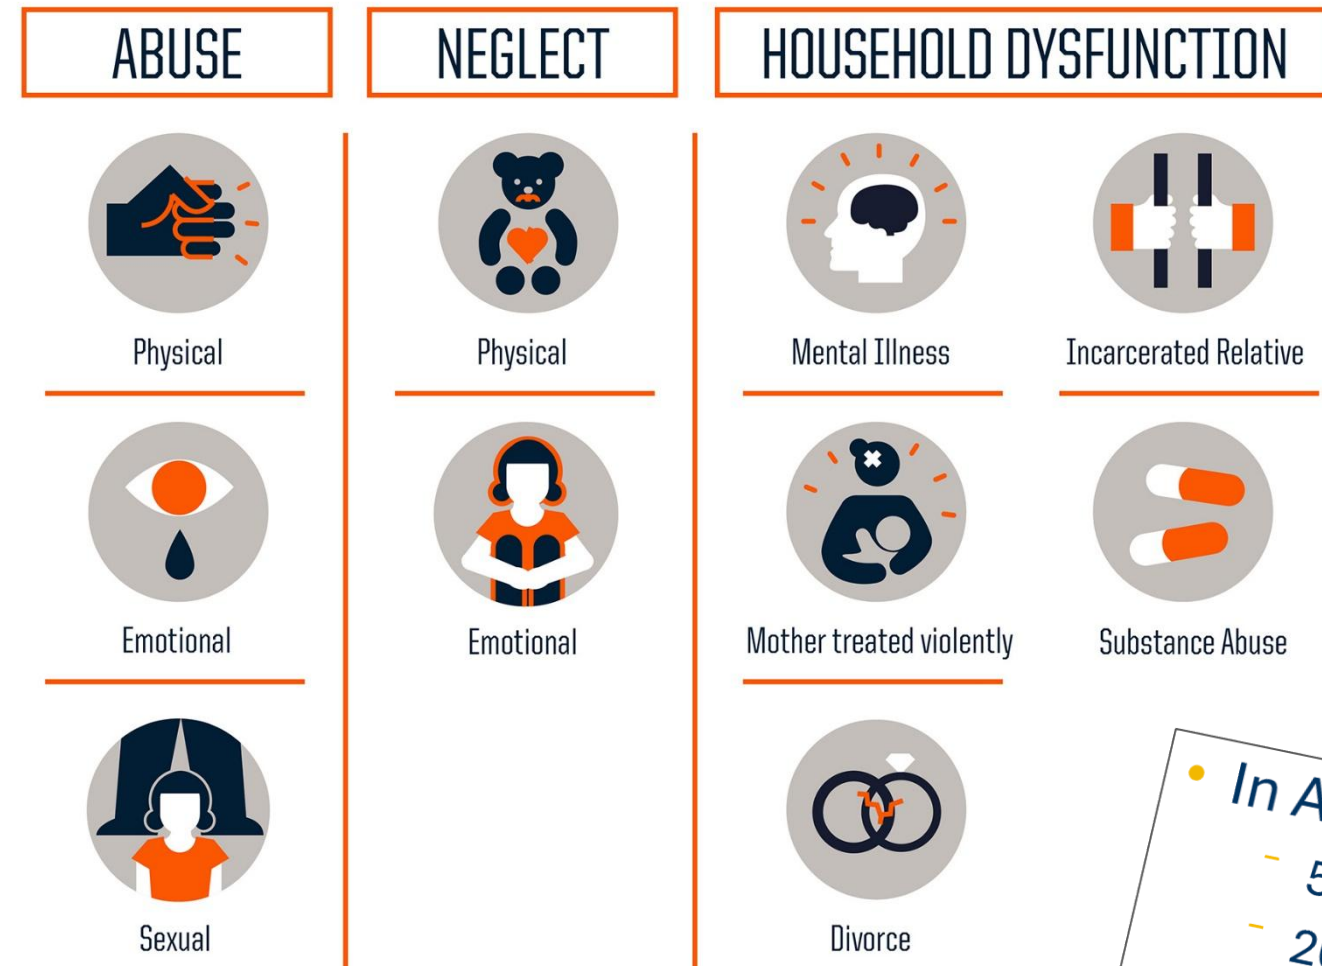 ABUSE
NEGLECT
HOUSEHOLD DYSFUNCTION
Physical
Physical
Mental Illness
Incarcerated Relative
Emotional
Emotional
Mother treated violently
Substance Abuse
Sexual
Divorce
In